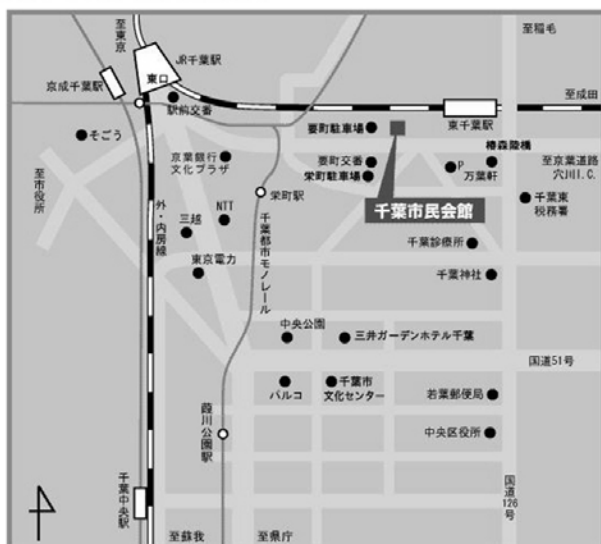 至東京
JR千葉駅
東口
京成千葉駅
駅前交番
至稲毛
至成田
そごう
要町駐車場
東千葉駅
椿森陸橋
京葉銀行
文化プラザ
要町交番
栄町駐車場
P
万葉軒
至京葉道路
穴川I.C.
至市役所
栄町駅
千葉市民会館
千葉東
税務署
外・内房線
三越
NTT
千葉都市モノレール
千葉診療所
東京電力
千葉神社
中央公園
三井ガーデンホテル千葉
国道51号
パルコ
千葉市
文化センター
若葉郵便局
葭川公園駅
中央区役所
千葉中央駅
国道126号
至蘇我
至県庁